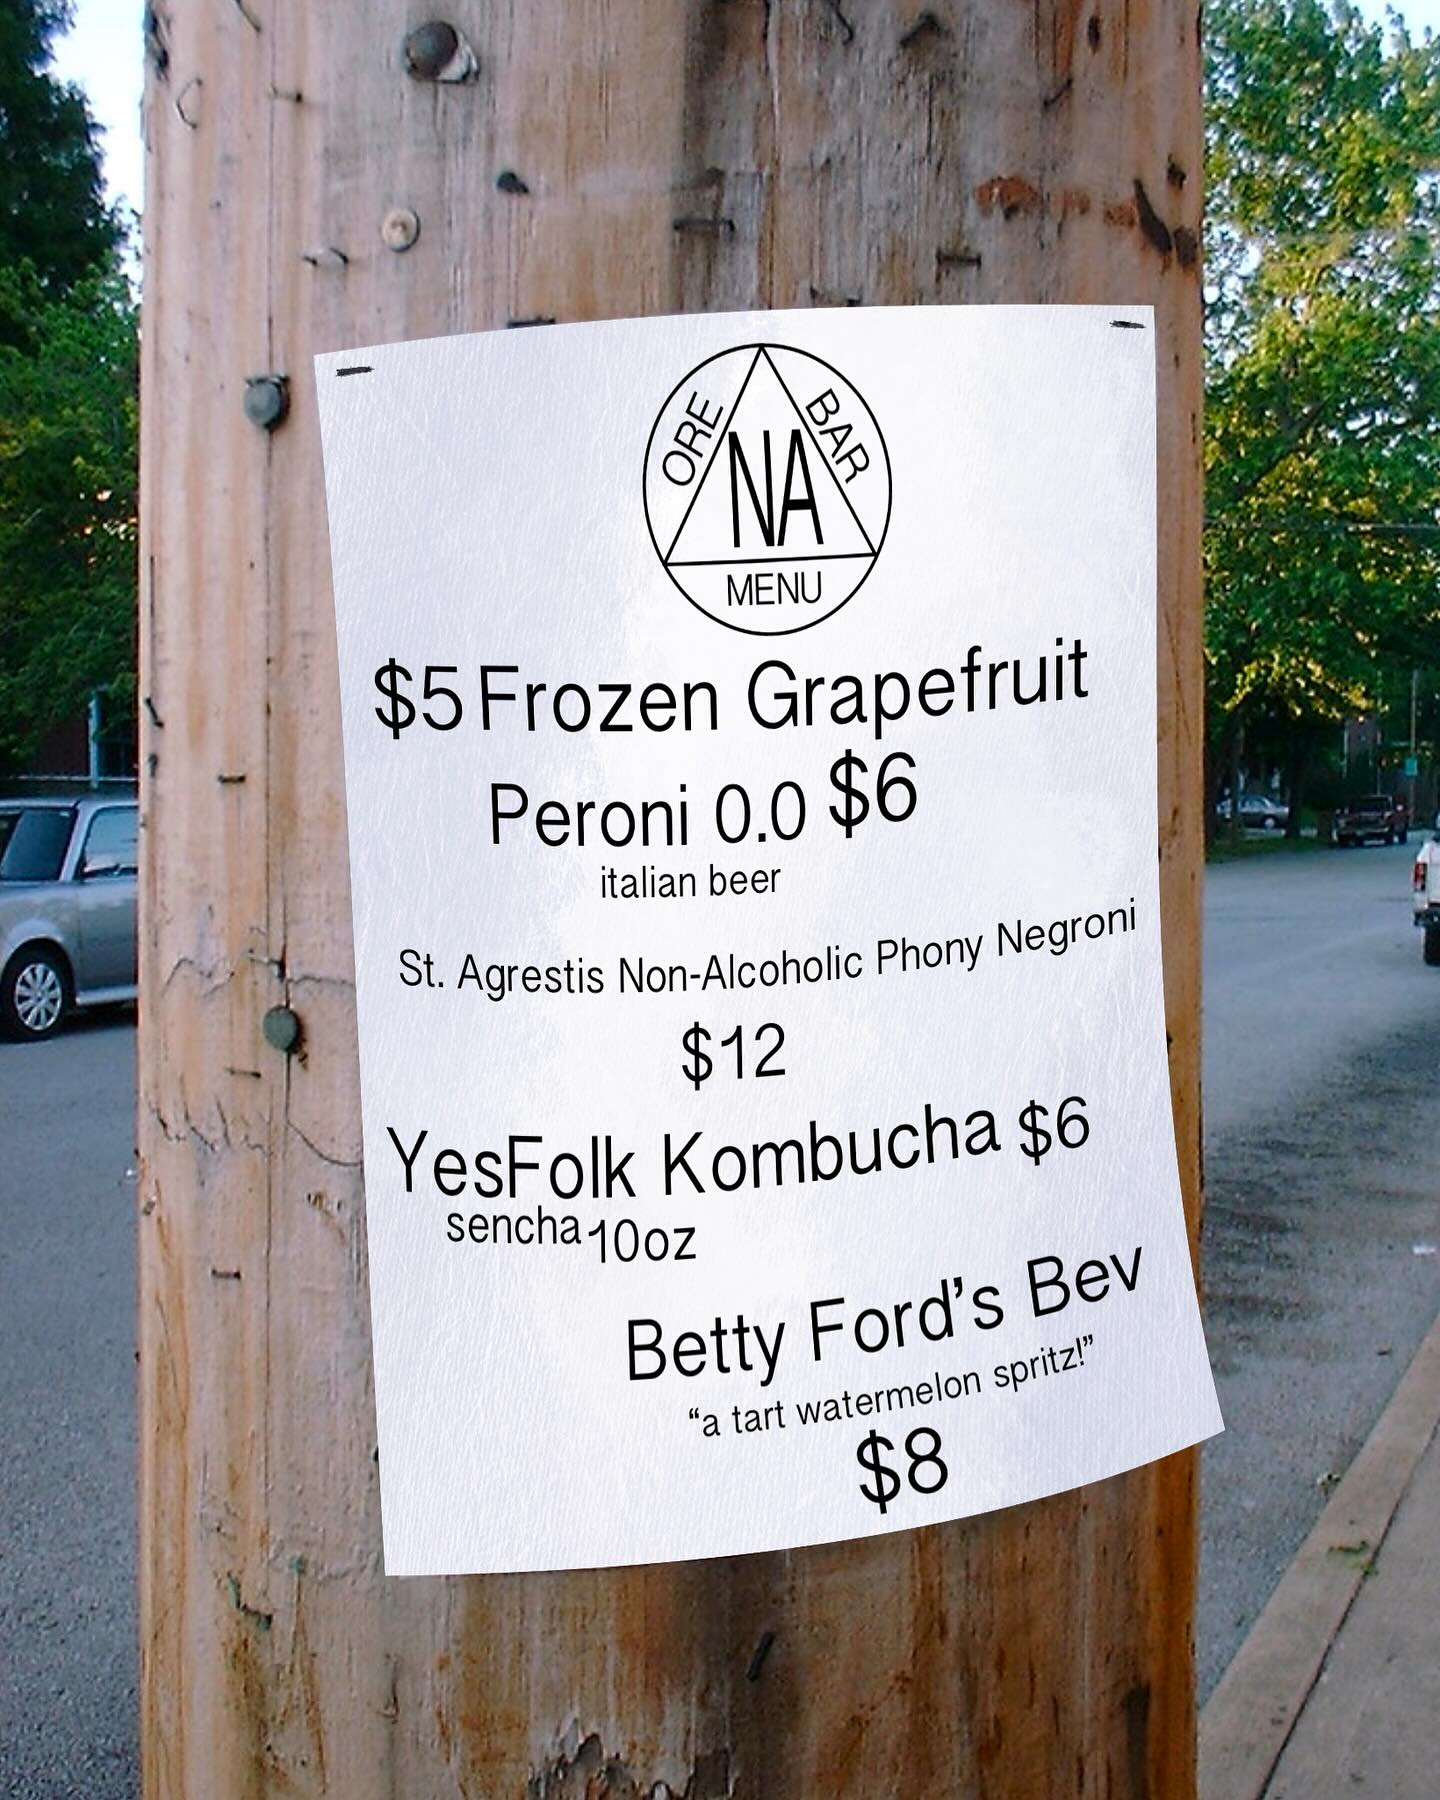 ORE BAR
NA
MENU
$5 Frozen Grapefruit
Peroni 0.0 $6
italian beer
St. Agrestis Non-Alcoholic Phony Negroni
$12
YesFolk Kombucha $6
sencha 10oz
Betty Ford's Bev
“a tart watermelon spritz!”
$8